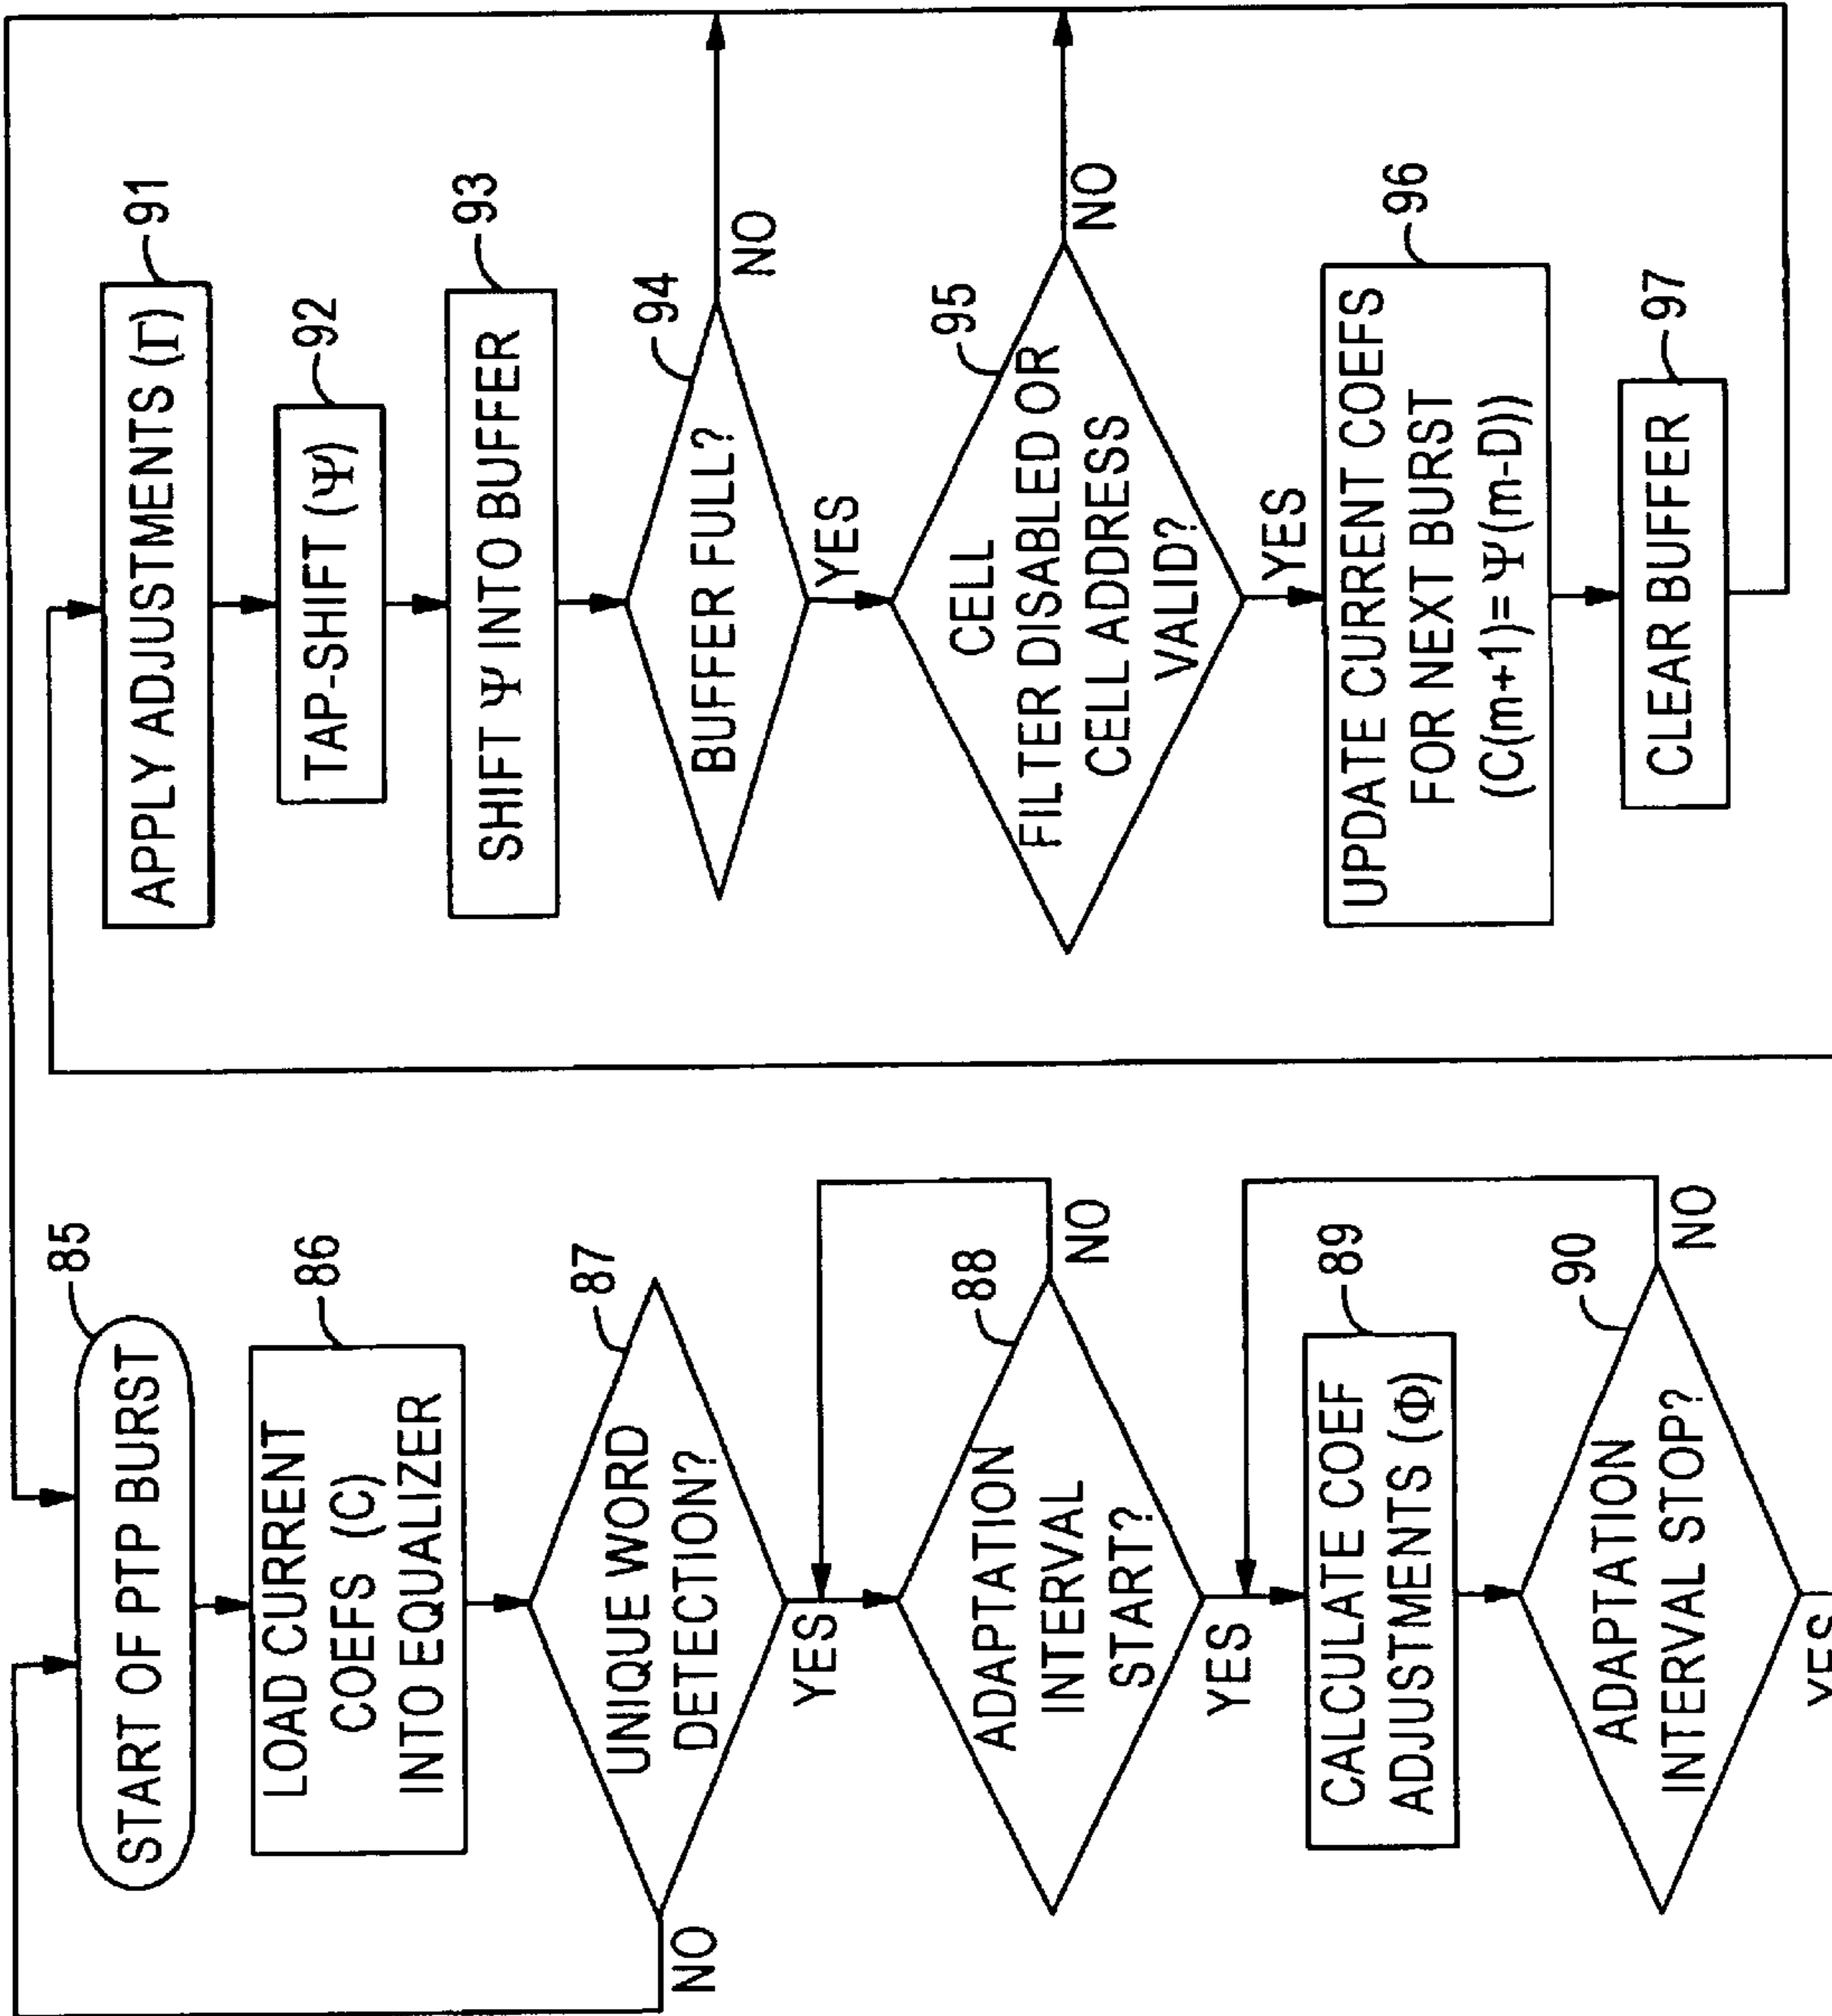 85
START OF PTP BURST
86
LOAD CURRENT
COEFS (C)
INTO EQUALIZER
87
UNIQUE WORD
DETECTION?
NO
YES
88
ADAPTATION
INTERVAL
START?
NO
YES
89
CALCULATE COEF
ADJUSTMENTS (Φ)
90
ADAPTATION
INTERVAL STOP?
NO
YES
91
APPLY ADJUSTMENTS (Γ)
92
TAP-SHIFT (Ψ)
93
SHIFT Ψ INTO BUFFER
94
BUFFER FULL?
NO
YES
95
CELL
FILTER DISABLED OR
CELL ADDRESS
VALID?
NO
YES
96
UPDATE CURRENT COEFS
FOR NEXT BURST
(C(m+1)=Ψ(m-D))
97
CLEAR BUFFER